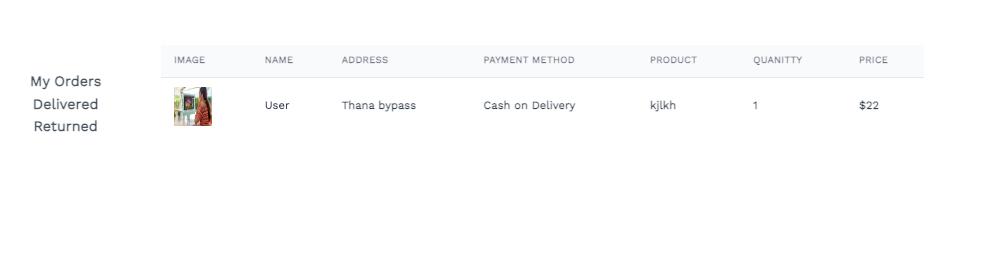 IMAGE NAME ADDRESS PAYMENT METHOD PRODUCT QUANITTY PRICE
My Orders
Delivered
Returned
User Thana bypass Cash on Delivery kjlkh 1 $22